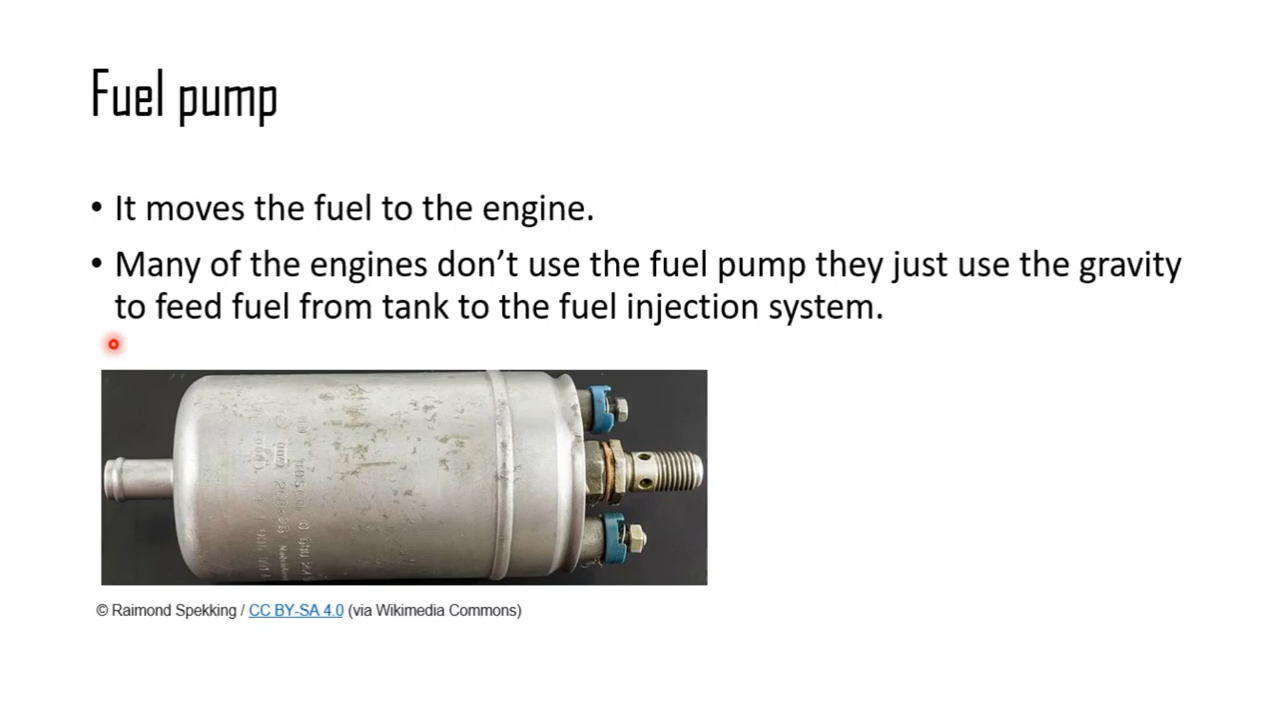 Fuel pump
• It moves the fuel to the engine.
• Many of the engines don’t use the fuel pump they just use the gravity
to feed fuel from tank to the fuel injection system.
© Raimond Spekking / CC BY-SA 4.0 (via Wikimedia Commons)